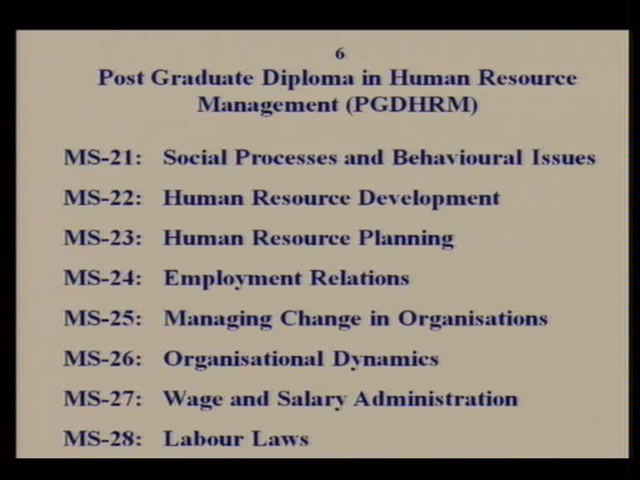 6
Post Graduate Diploma in Human Resource
Management (PGDHRM)
MS-21: Social Processes and Behavioural Issues
MS-22: Human Resource Development
MS-23: Human Resource Planning
MS-24: Employment Relations
MS-25: Managing Change in Organisations
MS-26: Organisational Dynamics
MS-27: Wage and Salary Administration
MS-28: Labour Laws